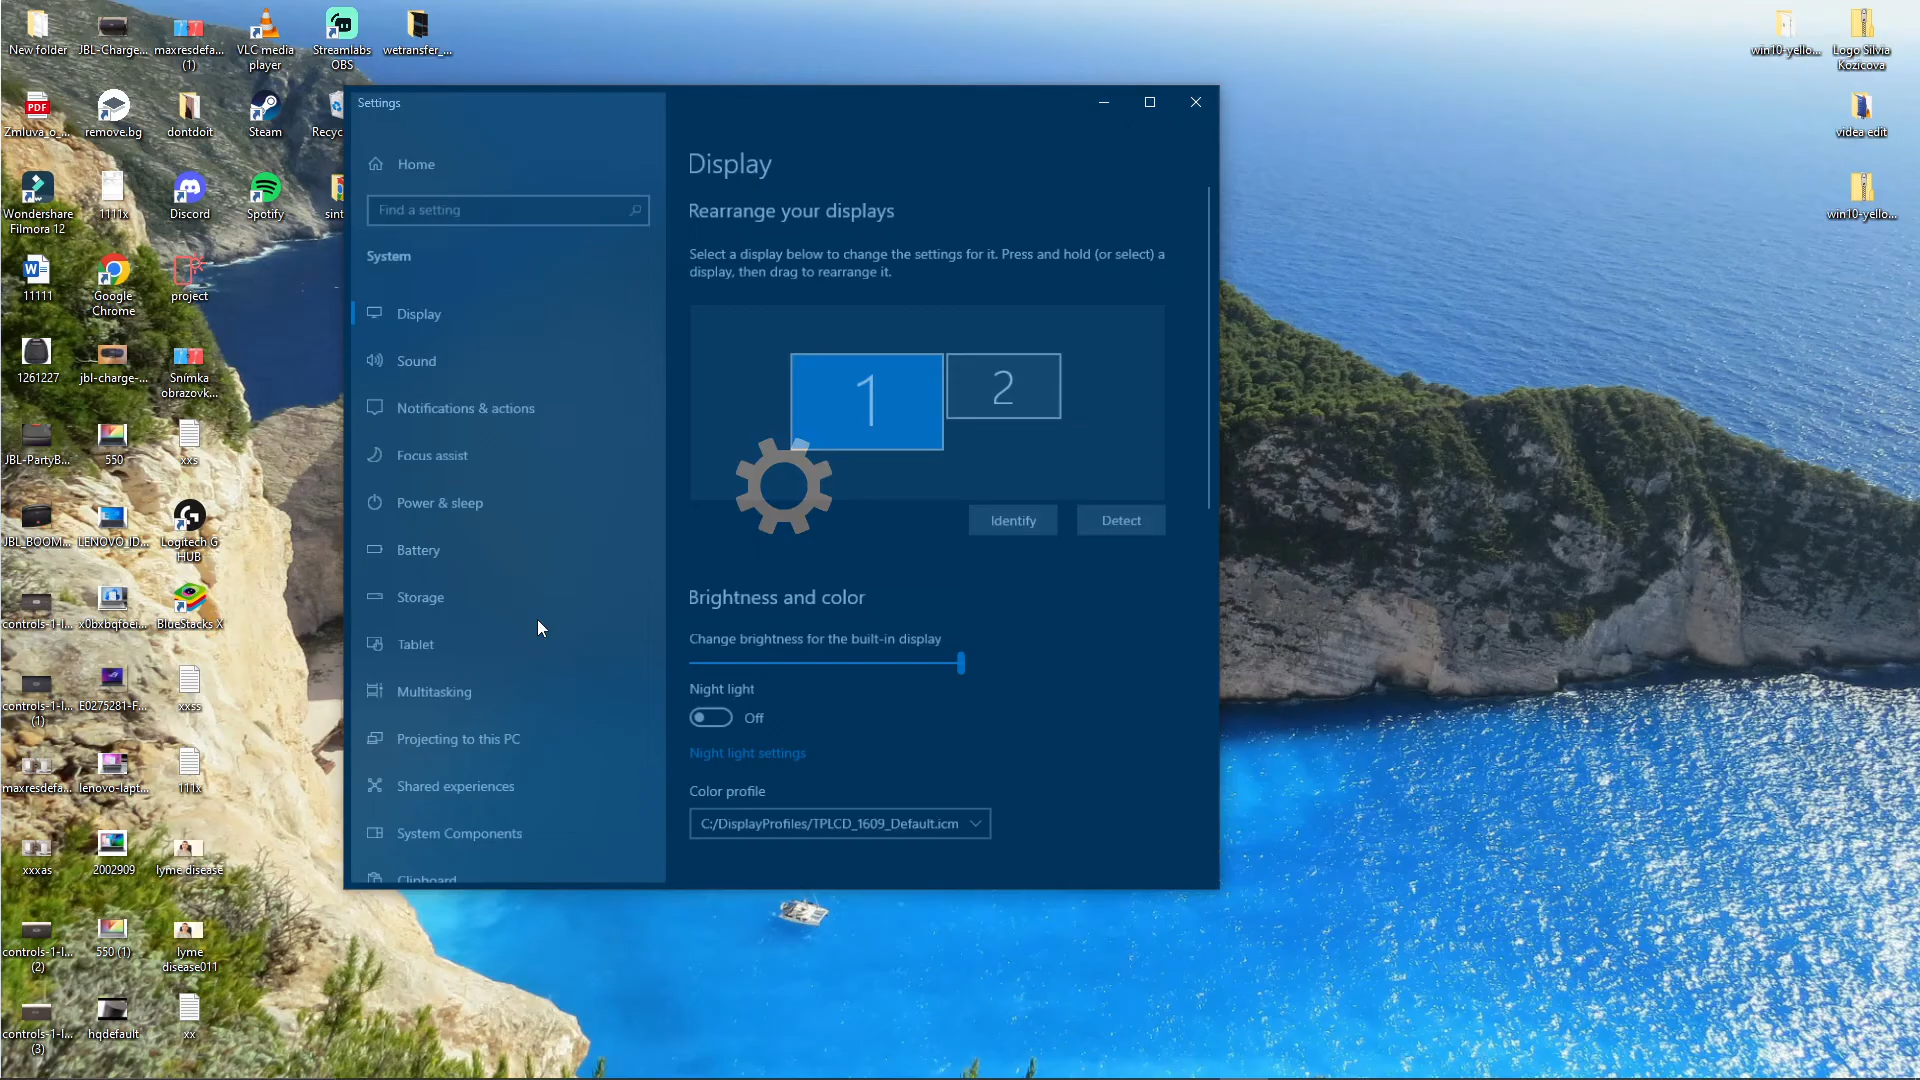 New folder
JBL-Charge...
maxresdefa...
(1)
VLC media
player
Streamlabs
OBS
wetransfer_...
win10-yello...
Logo Silvia
Kozicova
PDF
Zmluva_o_...
remove.bg
dontdoit
Steam
Recyc
videa edit
Wondershare
Filmora 12
1111x
Discord
Spotify
sint
win10-yello...
W
11111
Google
Chrome
project
1261227
jbl-charge-...
Snímka
obrazovk...
JBL-PartyB...
550
xxs
JBL_BOOM...
LENOVO_ID...
Logitech G
HUB
controls-1-l...
x0bxbqfoei...
BlueStacks X
controls-1-l...
(1)
E0275281-F...
xxss
maxresdefa...
lenovo-lapt...
111x
xxxas
2002909
lyme disease
controls-1-l...
(2)
550 (1)
lyme
disease011
controls-1-l...
(3)
hqdefault
xx
Settings
Home
Find a setting
System
Display
Sound
Notifications & actions
Focus assist
Power & sleep
Battery
Storage
Tablet
Multitasking
Projecting to this PC
Shared experiences
System Components
Clipboard
Display
Rearrange your displays
Select a display below to change the settings for it. Press and hold (or select) a
display, then drag to rearrange it.
1
2
Identify
Detect
Brightness and color
Change brightness for the built-in display
Night light
Off
Night light settings
Color profile
C:/DisplayProfiles/TPLCD_1609_Default.icm